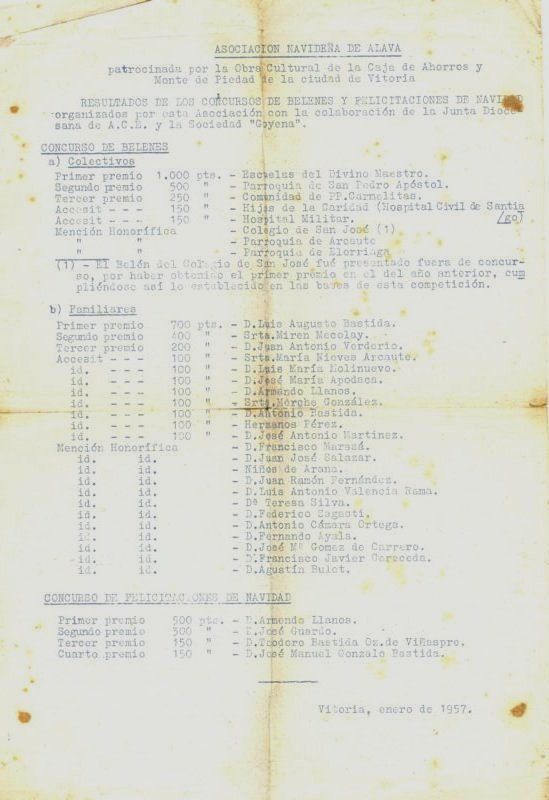 ASOCIACION NAVIDEÑA DE ALAVA
patrocinada por la Obra Cultural de la Caja de Ahorros y
Monte de Piedad de la ciudad de Vitoria
RESULTADOS DE LOS CONCURSOS DE BELENES Y FELICITACIONES DE NAVIDAD
organizados por esta Asociación con la colaboración de la Junta Dioce
sana de A.C.E. y la Sociedad "Goyena".
CONCURSO DE BELENES
a) Colectivos
Primer premio 1.000 pts. - Escuelas del Divino Maestro.
Segundo premio 500 " - Parroquia de San Pedro Apóstol.
Tercer premio 250 " - Comunidad de PP.Carmelitas.
Accesit - - - 150 " - Hijas de la Caridad (Hospital Civil de Santia
Accesit - - - 150 " - Hospital Militar. /go)
Mención Honorífica - Colegio de San José (1)
" " - Parroquia de Arcaute
" " - Parroquia de Elorriaga
(1) - El Belén del Colegio de San José fué presentado fuera de concur-
so, por haber obtenido el primer premio en el del año anterior, cum
pliéndose así lo establecido en las bases de esta competición.
b) Familiares
Primer premio 700 pts. - D.Luis Augusto Bastida.
Segundo premio 400 " - Srta.Miren Mecolay.
Tercer premio 200 " - D.Juan Antonio Verderio.
Accesit - - - 100 " - Srta.María Nieves Arcaute.
id. - - - 100 " - D.Luis María Molinuevo.
id. - - - 100 " - D.José María Apodaca.
id. - - - 100 " - D.Armando Llanos.
id. - - - 100 " - Srta.Merche González.
id. - - - 100 " - D.Antonio Bastida.
id. - - - 100 " - Hermanos Pérez.
id. - - - 100 " - D.José Antonio Martinez.
Mención Honorífica - D.Francisco
id. id. - D.Juan José Salazar.
id. id. - Niños de Arana.
id. id. - D.Juan Ramón Fernández.
id. id. - D.Luis Antonio Valencia Rama.
id. id. - Dª Teresa Silva.
id. id. - D.Federico Sagasti.
id. id. - D.Antonio Cámara Ortega.
id. id. - D.Fernando Ayala.
id. id. - D.José Mª Gomez de Carrero.
id. id. - D.Francisco Javier Cereceda.
id. id. - D.Agustín Bulet.
CONCURSO DE FELICITACIONES DE NAVIDAD
Primer premio 500 pts. - D.Armando Llanos.
Segundo premio 300 " - D.José Guardo.
Tercer premio 150 " - D.Teodoro Bastida Oz.de Viñaspre.
Cuarto premio 150 " - D.José Manuel Gonzalo Bastida.
Vitoria, enero de 1957.